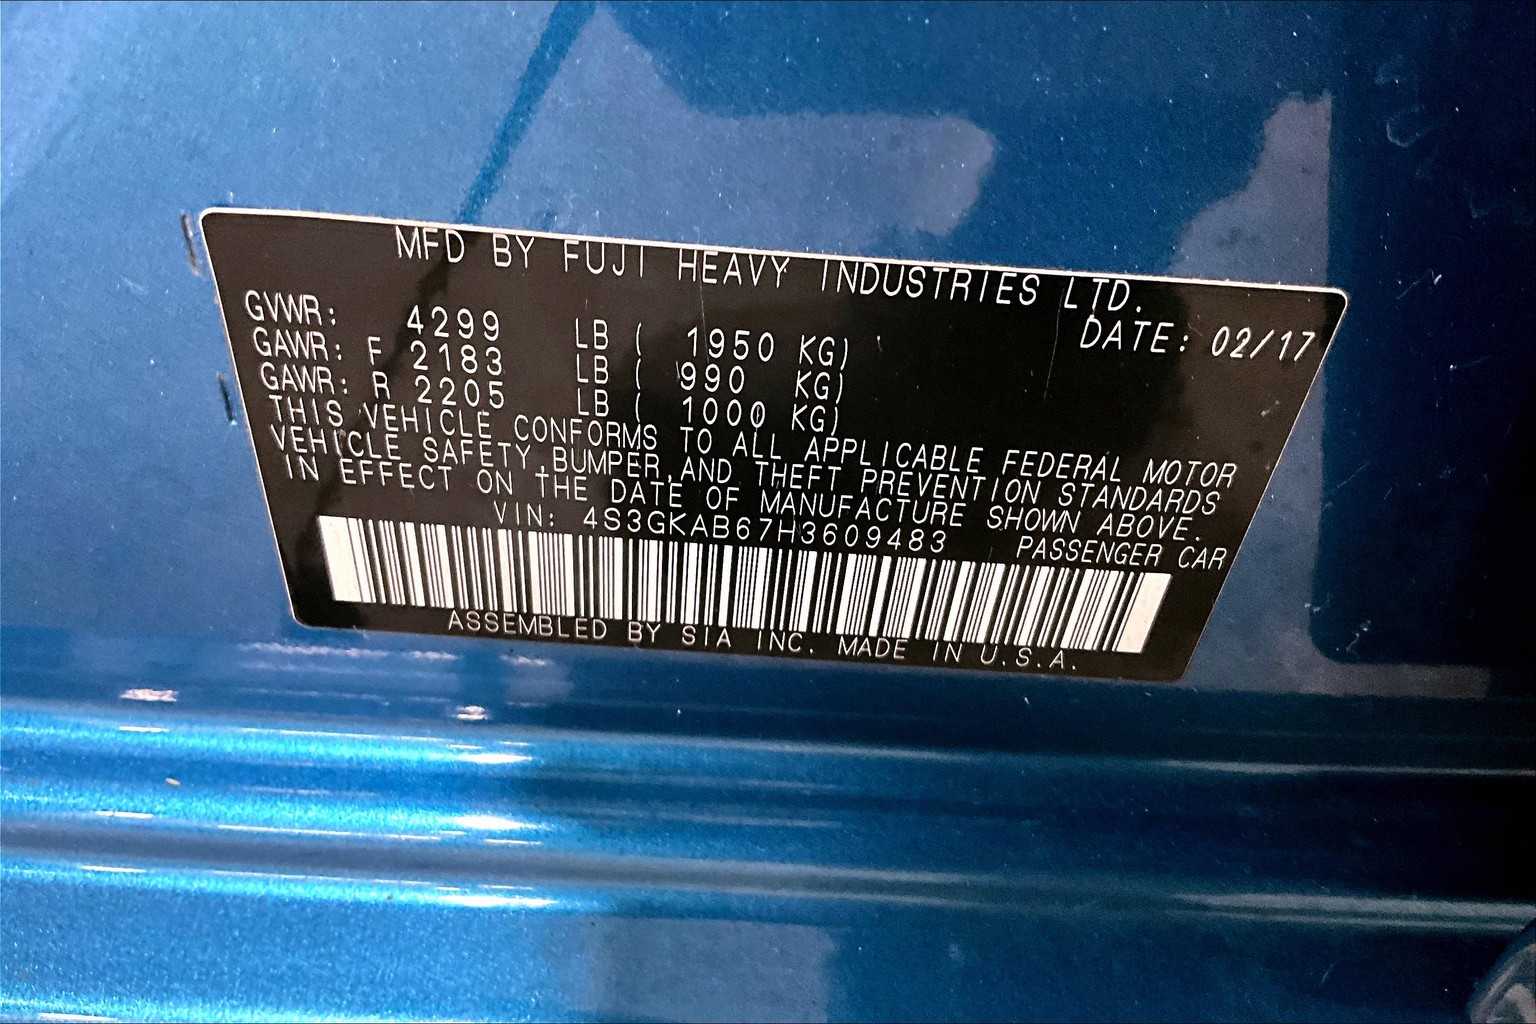 MFD BY FUJI HEAVY INDUSTRIES LTD.
DATE: 02/17
GVWR: 4299 LB ( 1950 KG)
GAWR: F 2183 LB ( 990 KG)
GAWR: R 2205 LB ( 1000 KG)
THIS VEHICLE CONFORMS TO ALL APPLICABLE FEDERAL MOTOR
VEHICLE SAFETY,BUMPER,AND THEFT PREVENTION STANDARDS
IN EFFECT ON THE DATE OF MANUFACTURE SHOWN ABOVE.
VIN: 4S3GKAB67H3609483 PASSENGER CAR
ASSEMBLED BY SIA INC. MADE IN U.S.A.